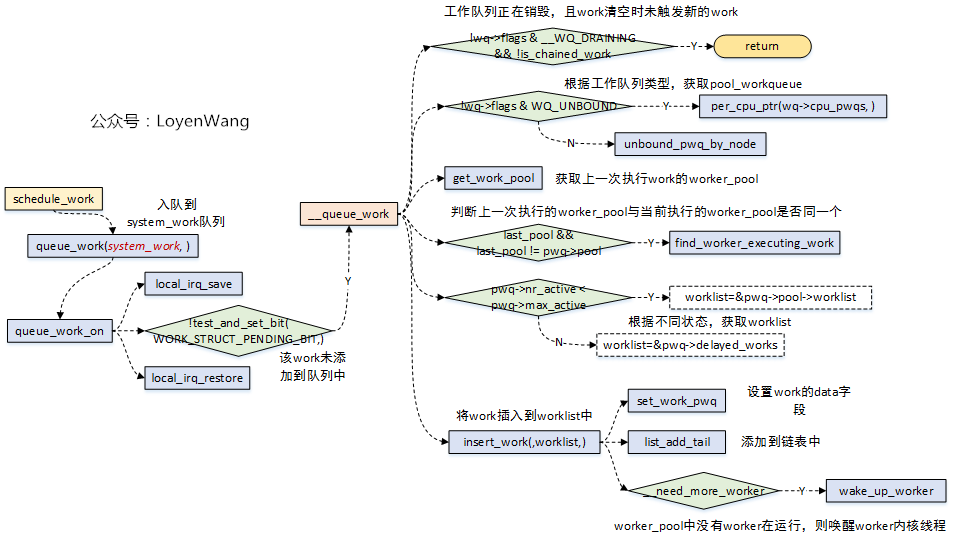 工作队列正在销毁，且work清空时未触发新的work
!wq->flags & __WQ_DRAINING
&& !is_chained_work
Y
return
根据工作队列类型，获取pool_workqueue
!wq->flags & WQ_UNBOUND
Y
per_cpu_ptr(wq->cpu_pwqs, )
N
unbound_pwq_by_node
公众号：LoyenWang
get_work_pool
获取上一次执行work的worker_pool
schedule_work
入队到
system_work队列
queue_work(system_work, )
__queue_work
判断上一次执行的worker_pool与当前执行的worker_pool是否同一个
last_pool &&
last_pool != pwq->pool
Y
find_worker_executing_work
local_irq_save
queue_work_on
!test_and_set_bit(
WORK_STRUCT_PENDING_BIT,)
Y
该work未添
加到队列中
local_irq_restore
pwq->nr_active <
pwq->max_active
Y
worklist=&pwq->pool->worklist
根据不同状态，获取worklist
N
worklist=&pwq->delayed_works
将work插入到worklist中
insert_work(,worklist,)
set_work_pwq
设置work的data字
段
list_add_tail
添加到链表中
__need_more_worker
Y
wake_up_worker
worker_pool中没有worker在运行，则唤醒worker内核线程